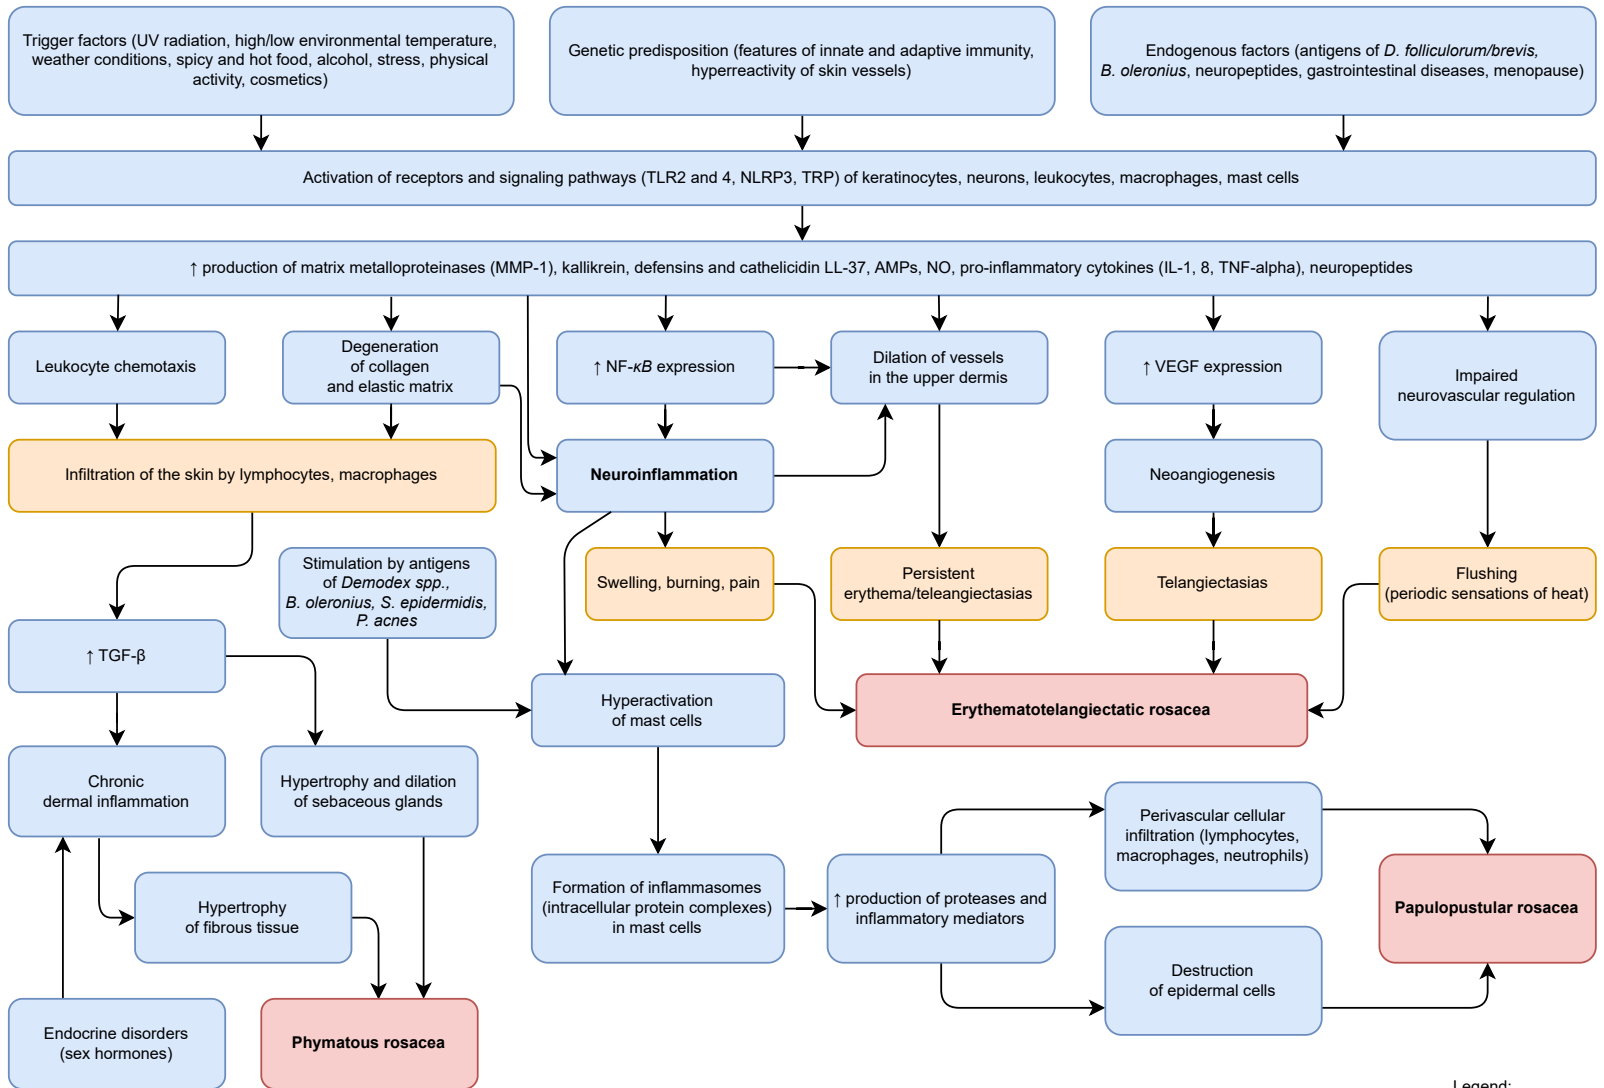 Trigger factors (UV radiation, high/low environmental temperature,
weather conditions, spicy and hot food, alcohol, stress, physical
activity, cosmetics)
Genetic predisposition (features of innate and adaptive immunity,
hyperreactivity of skin vessels)
Endogenous factors (antigens of D. folliculorum/brevis,
B. oleronius, neuropeptides, gastrointestinal diseases, menopause)
Activation of receptors and signaling pathways (TLR2 and 4, NLRP3, TRP) of keratinocytes, neurons, leukocytes, macrophages, mast cells
↑ production of matrix metalloproteinases (MMP-1), kallikrein, defensins and cathelicidin LL-37, AMPs, NO, pro-inflammatory cytokines (IL-1, 8, TNF-alpha), neuropeptides
Leukocyte chemotaxis
Degeneration
of collagen
and elastic matrix
↑ NF-κB expression
Dilation of vessels
in the upper dermis
↑ VEGF expression
Impaired
neurovascular regulation
Infiltration of the skin by lymphocytes, macrophages
Neuroinflammation
Neoangiogenesis
Stimulation by antigens
of Demodex spp.,
B. oleronius, S. epidermidis,
P. acnes
Swelling, burning, pain
Persistent
erythema/teleangiectasias
Telangiectasias
Flushing
(periodic sensations of heat)
↑ TGF-β
Hyperactivation
of mast cells
Erythematotelangiectatic rosacea
Chronic
dermal inflammation
Hypertrophy and dilation
of sebaceous glands
Perivascular cellular
infiltration (lymphocytes,
macrophages, neutrophils)
Hypertrophy
of fibrous tissue
Formation of inflammasomes
(intracellular protein complexes)
in mast cells
↑ production of proteases and
inflammatory mediators
Papulopustular rosacea
Destruction
of epidermal cells
Endocrine disorders
(sex hormones)
Phymatous rosacea
Legend: